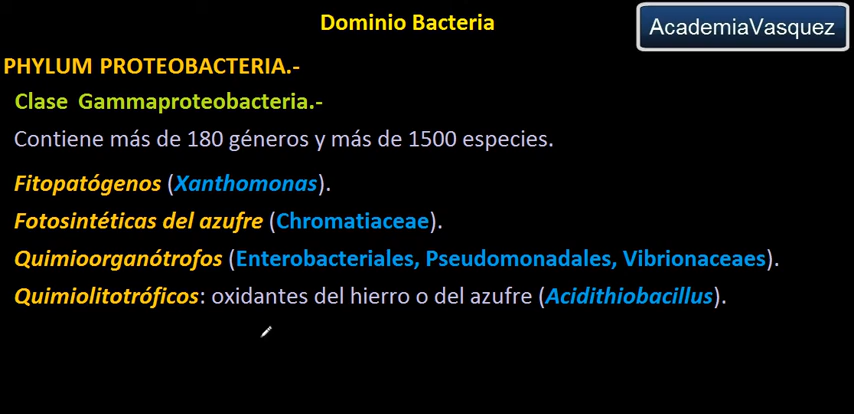 Dominio Bacteria
AcademiaVasquez
PHYLUM PROTEOBACTERIA.-
Clase Gammaproteobacteria.-
Contiene más de 180 géneros y más de 1500 especies.
Fitopatógenos (Xanthomonas).
Fotosintéticas del azufre (Chromatiaceae).
Quimioorganótrofos (Enterobacteriales, Pseudomonadales, Vibrionaceaes).
Quimiolitotróficos: oxidantes del hierro o del azufre (Acidithiobacillus).